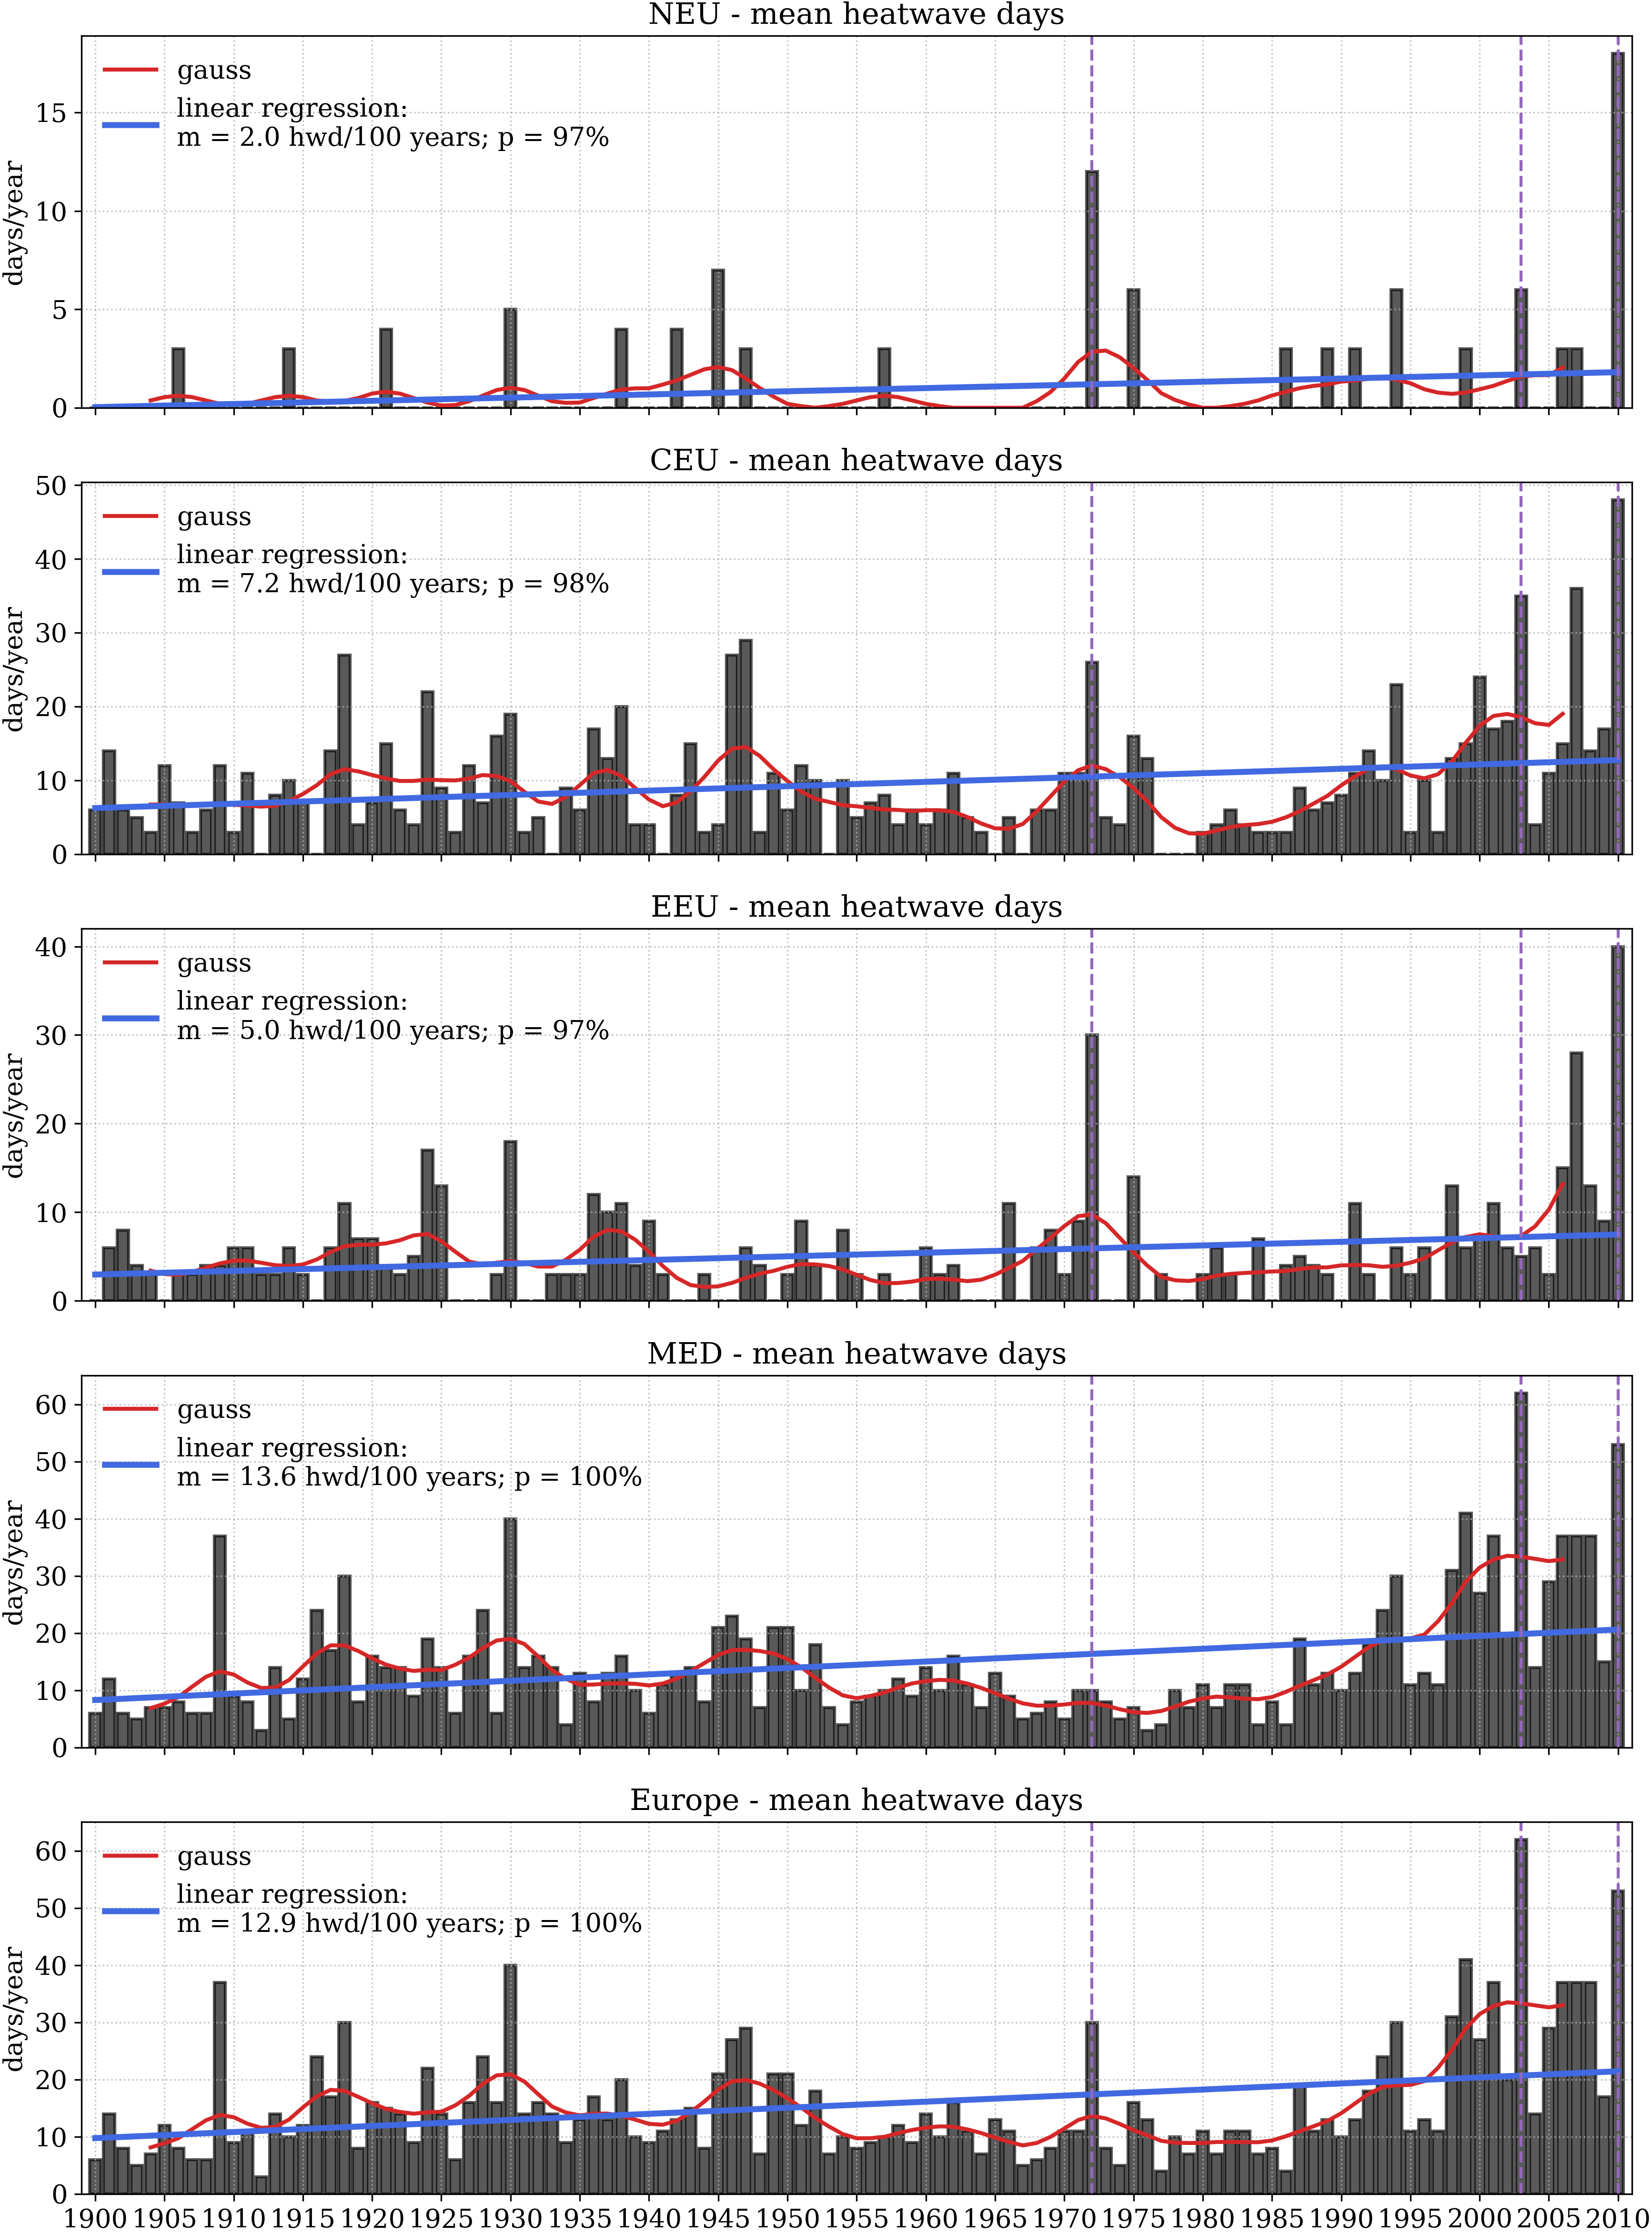 NEU - mean heatwave days
gauss
linear regression:
m = 2.0 hwd/100 years; p = 97%
days/year
15
10
5
0
CEU - mean heatwave days
gauss
linear regression:
m = 7.2 hwd/100 years; p = 98%
days/year
50
40
30
20
10
0
EEU - mean heatwave days
gauss
linear regression:
m = 5.0 hwd/100 years; p = 97%
days/year
40
30
20
10
0
MED - mean heatwave days
gauss
linear regression:
m = 13.6 hwd/100 years; p = 100%
days/year
60
50
40
30
20
10
0
Europe - mean heatwave days
gauss
linear regression:
m = 12.9 hwd/100 years; p = 100%
days/year
60
50
40
30
20
10
0
1900 1905 1910 1915 1920 1925 1930 1935 1940 1945 1950 1955 1960 1965 1970 1975 1980 1985 1990 1995 2000 2005 2010